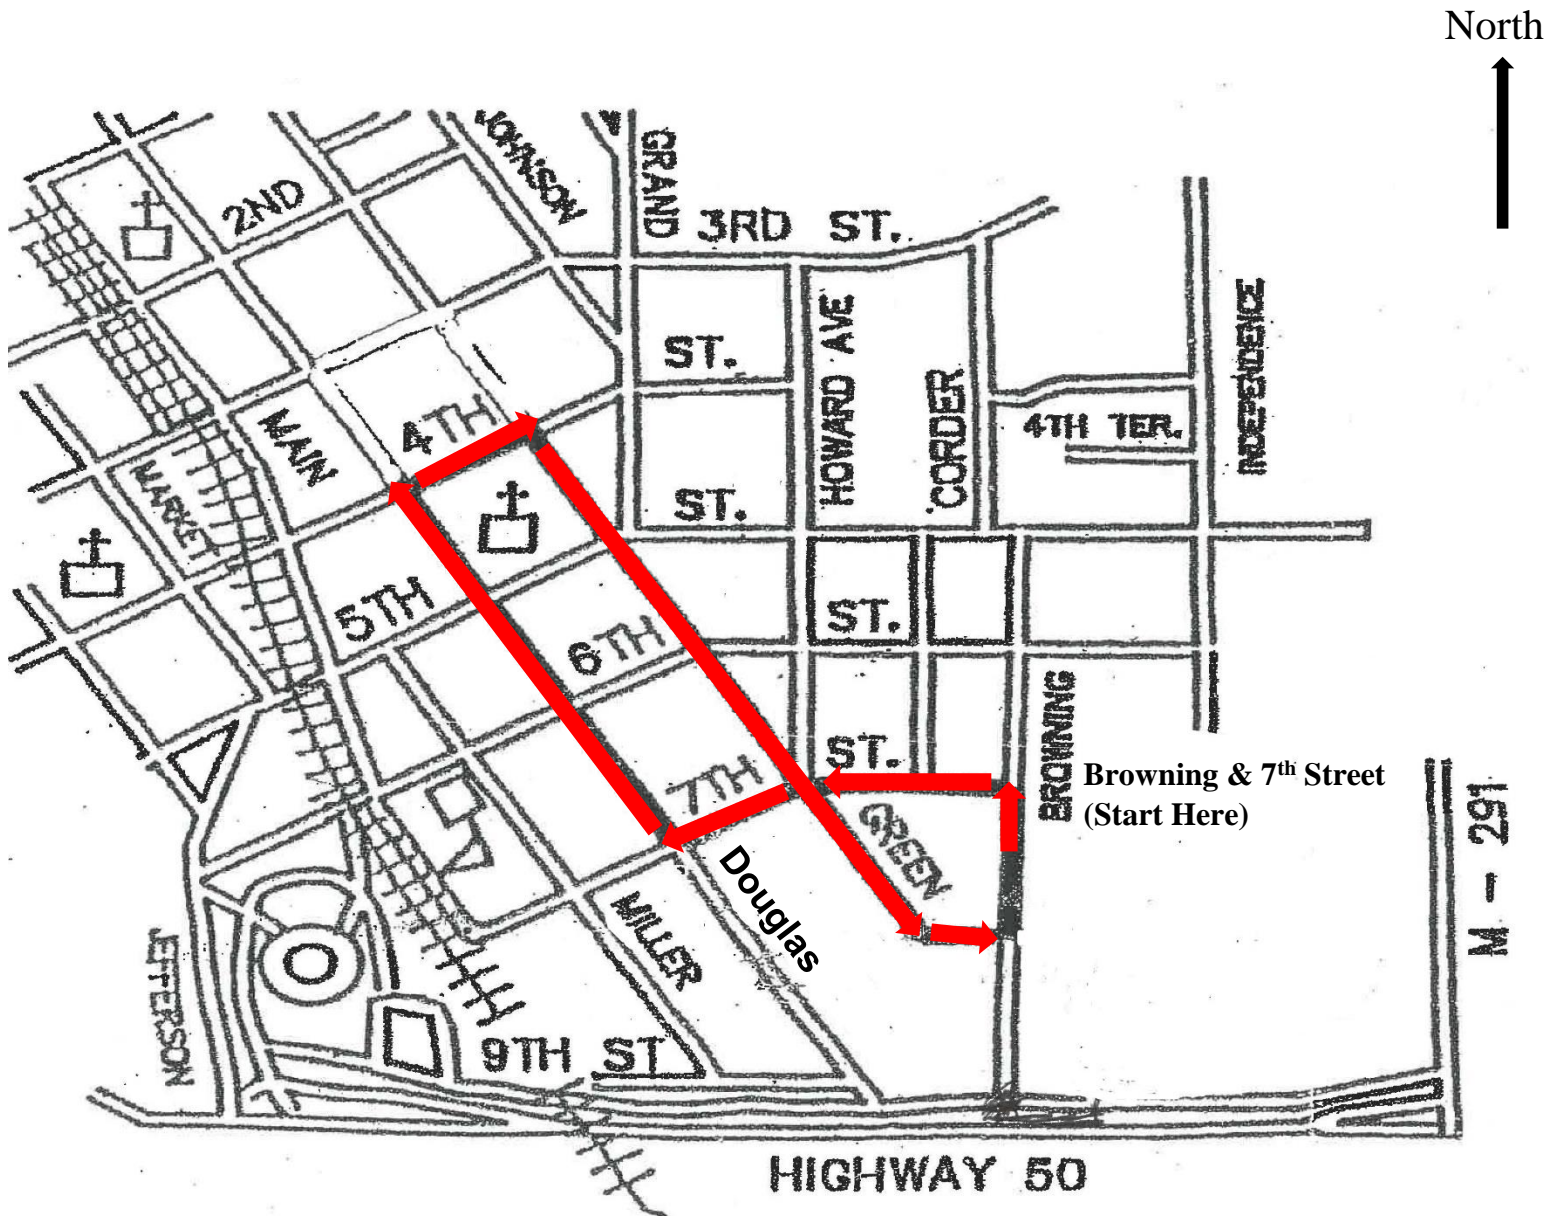 North
JOHNSON
GRAND
2ND
3RD ST.
INDEPENDENCE
ST.
HOWARD AVE
CORDER
4TH
MAIN
4TH TER.
MARKET
ST.
5TH
6TH
ST.
BROWNING
ST.
7TH
Browning & 7th Street
(Start Here)
GREEN
M - 291
Douglas
MILLER
JEFFERSON
9TH ST
HIGHWAY 50